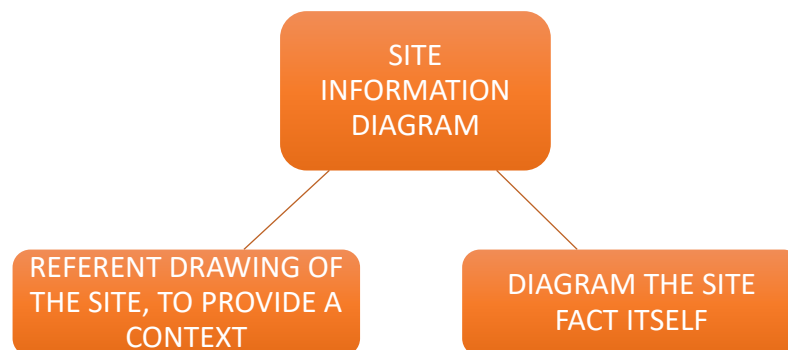 SITE
INFORMATION
DIAGRAM
REFERENT DRAWING OF
THE SITE, TO PROVIDE A
CONTEXT
DIAGRAM THE SITE
FACT ITSELF